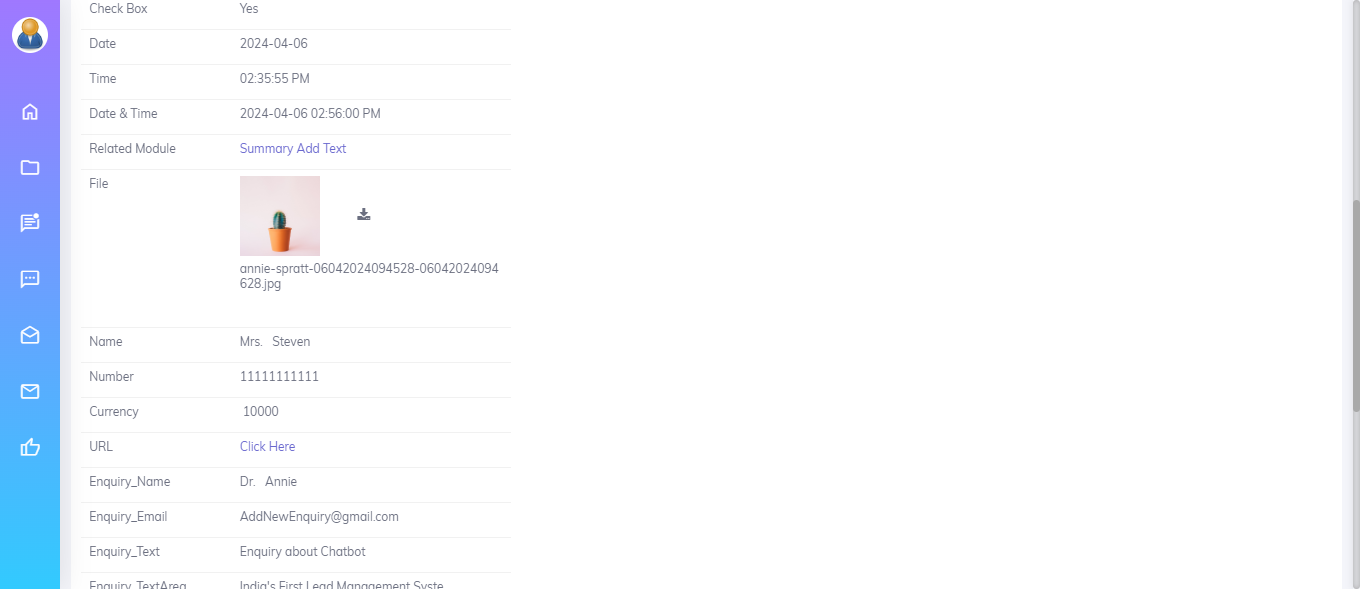 Check Box Yes
Date 2024-04-06
Time 02:35:55 PM
Date & Time 2024-04-06 02:56:00 PM
Related Module Summary Add Text
File
annie-spratt-06042024094528-06042024094
628.jpg
Name Mrs. Steven
Number 11111111111
Currency 10000
URL Click Here
Enquiry_Name Dr. Annie
Enquiry_Email AddNewEnquiry@gmail.com
Enquiry_Text Enquiry about Chatbot
Enquiry_TextArea India's First Lead Management Syste